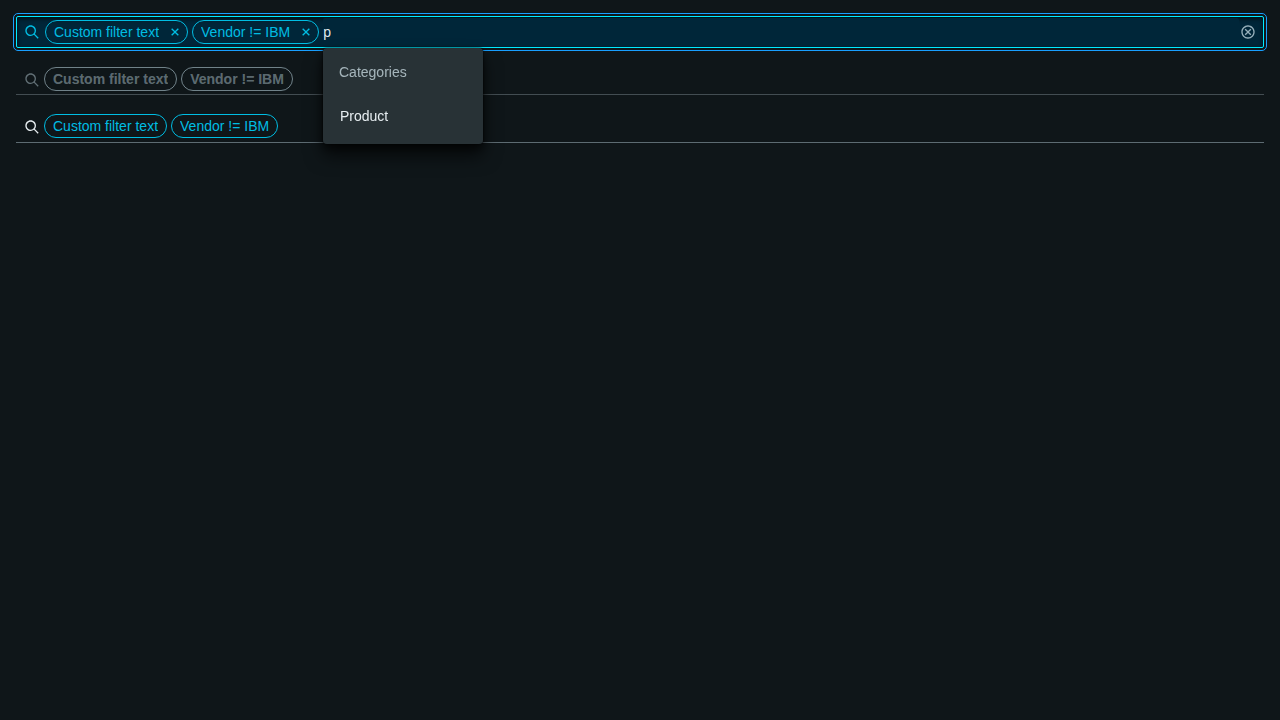 Custom filter text Vendor != IBM p
Custom filter text Vendor != IBM
Categories
Product
Custom filter text Vendor != IBM